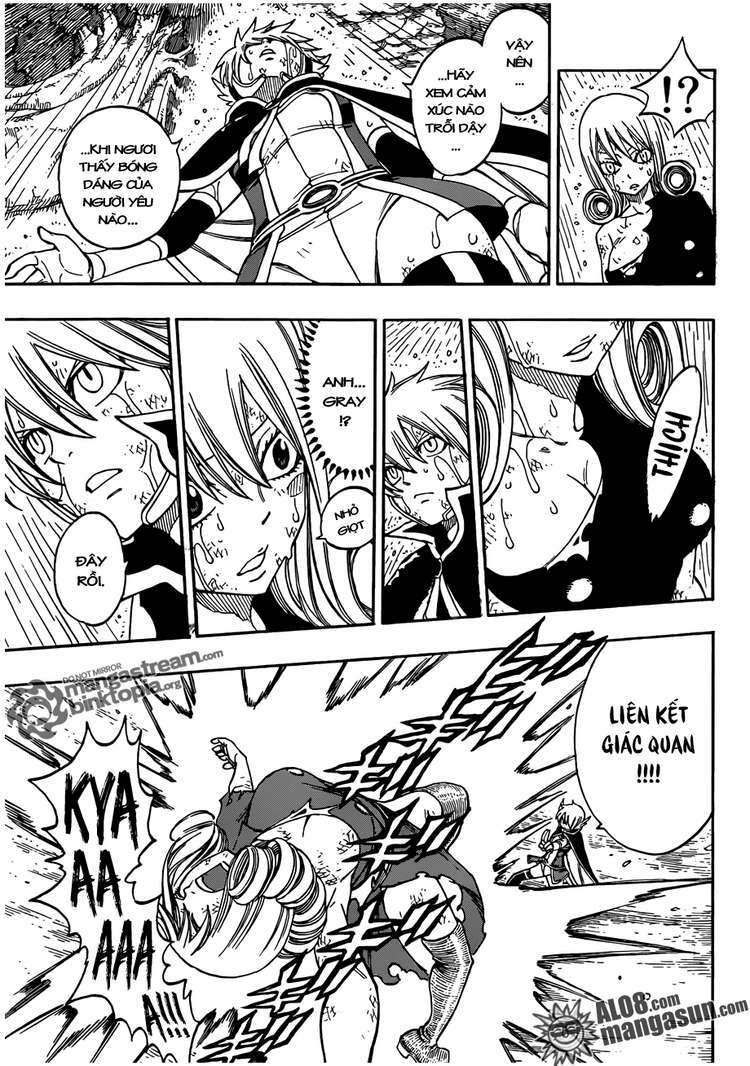 !?
VẬY
NÊN
...
...HÃY
XEM CẢM
XÚC NÀO
TRỖI DẬY
...
...KHI NGƯƠI
THẤY BÓNG
DÁNG CỦA
NGƯỜI YÊU
NÀO...
THỊCH
ANH...
GRAY
!?
NHỎ
GIỌT
ĐÂY
RỒI.
LIÊN KẾT
GIÁC QUAN
!!!!
KYA
AA
AAA
A!!!
DO NOT MIRROR
mangastream.com
binktopia.org
AL08.com
mangasun.com